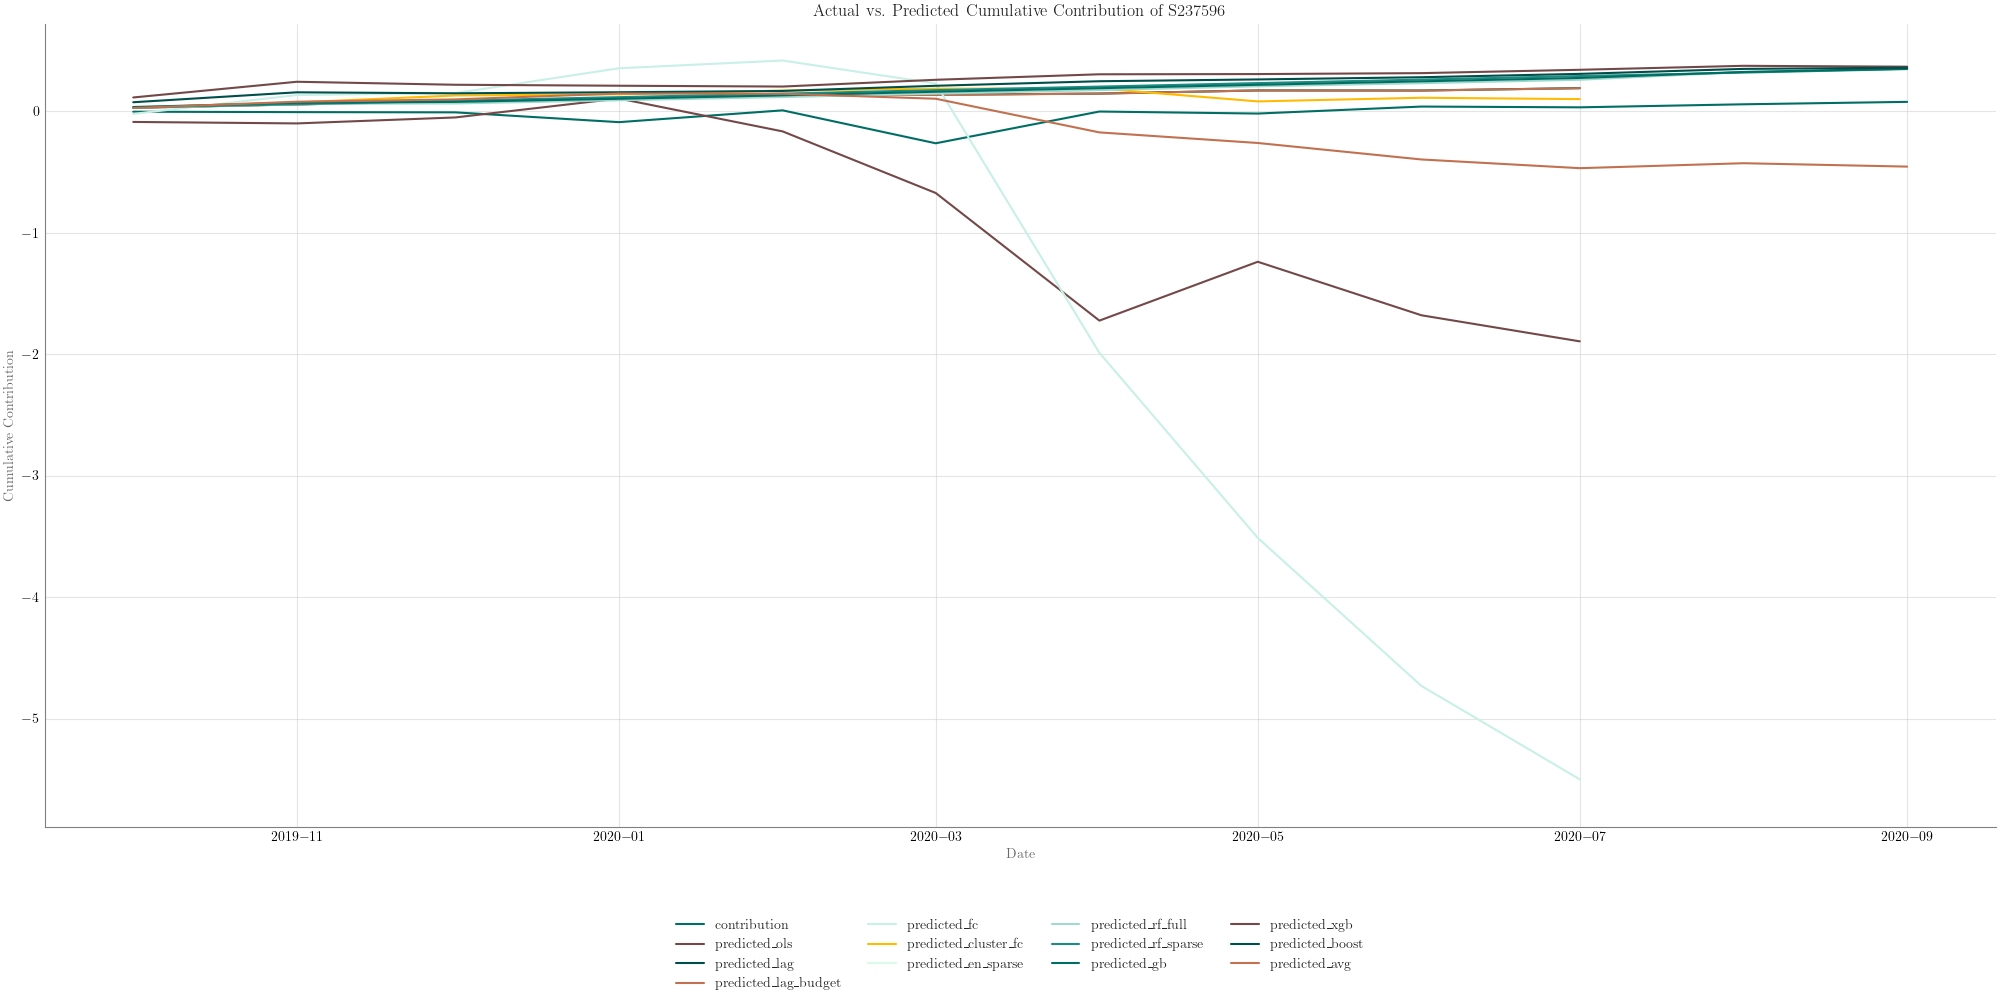 Actual vs. Predicted Cumulative Contribution of S237596
0
−1
−2
−3
−4
−5
Cumulative Contribution
2019−11
2020−01
2020−03
2020−05
2020−07
2020−09
Date
contribution
predicted_ols
predicted_lag
predicted_lag_budget
predicted_fc
predicted_cluster_fc
predicted_en_sparse
predicted_rf_full
predicted_rf_sparse
predicted_gb
predicted_xgb
predicted_boost
predicted_avg